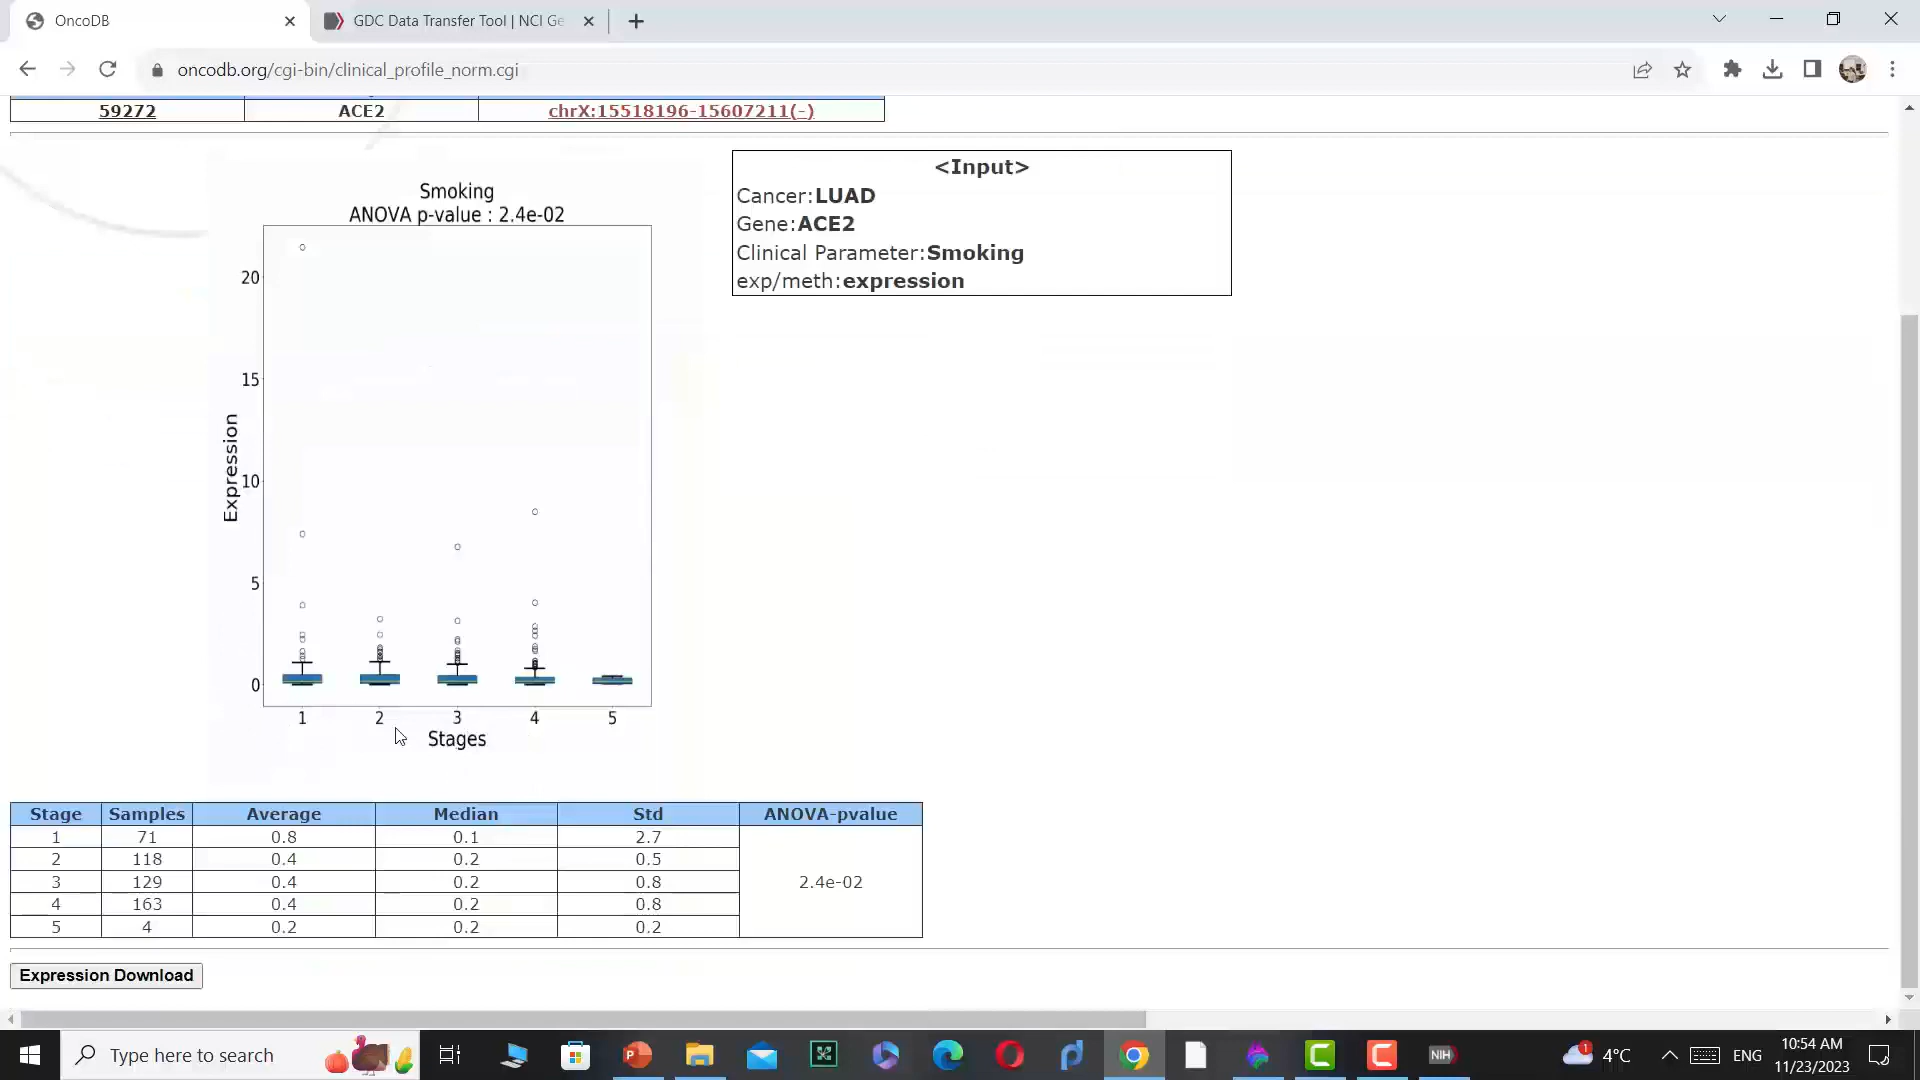 OncoDB
GDC Data Transfer Tool | NCI Ge
oncodb.org/cgi-bin/clinical_profile_norm.cgi
59272 ACE2 chrX:15518196-15607211(-)
Smoking
ANOVA p-value : 2.4e-02
20
15
10
5
0
Expression
1 2 3 4 5
Stages
<Input>
Cancer:LUAD
Gene:ACE2
Clinical Parameter:Smoking
exp/meth:expression
Stage Samples Average Median Std ANOVA-pvalue
1 71 0.8 0.1 2.7
2 118 0.4 0.2 0.5
3 129 0.4 0.2 0.8 2.4e-02
4 163 0.4 0.2 0.8
5 4 0.2 0.2 0.2
Expression Download
Type here to search
NIH
1
4°C
ENG
10:54 AM
11/23/2023